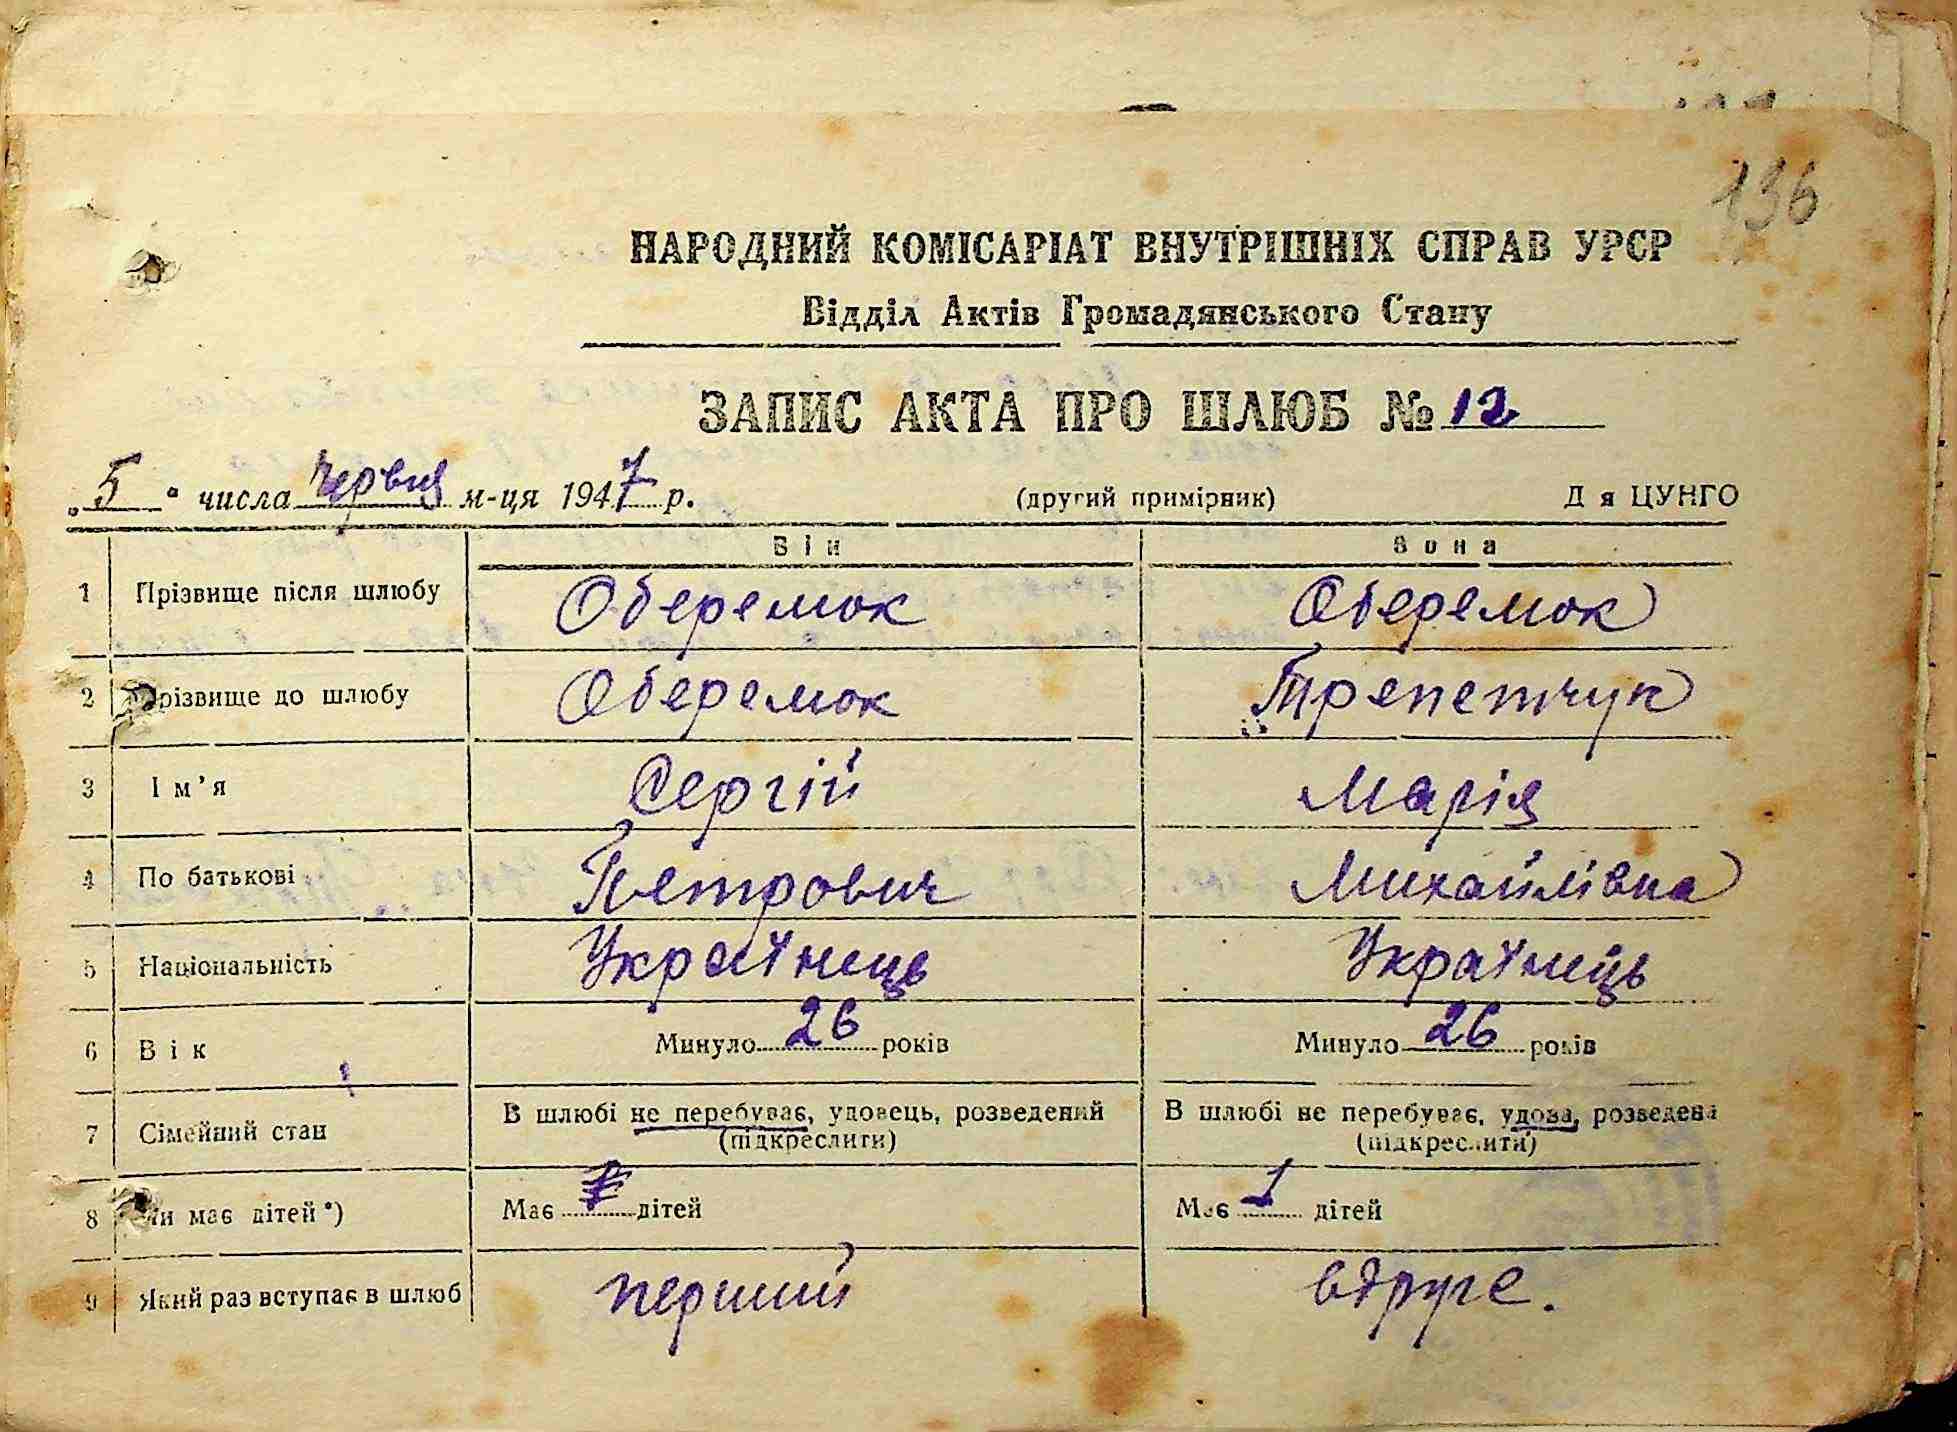 136
НАРОДНИЙ КОМІСАРІАТ ВНУТРІШНІХ СПРАВ УРСР
Відділ Актів Громадянського Стану
ЗАПИС АКТА ПРО ШЛЮБ № 12
„5" числа Червня м-ця 1947 р. (другий примірник) Д я ЦУНГО
Він Вона
1 Прізвище після шлюбу Оберемок Оберемок
2 Прізвище до шлюбу Оберемок Трепетчук
3 Ім'я Сергій Марія
4 По батькові Петрович Михайлівна
5 Національність Українець Українець
6 Вік Минуло 26 років Минуло 26 років
7 Сімейний стан В шлюбі не перебуває, удовець, розведений В шлюбі не перебуває, удова, розведена
(підкреслити) (підкреслити)
8 Чи має дітей*) Має дітей Має 1 дітей
9 Який раз вступає в шлюб перший вдруге.